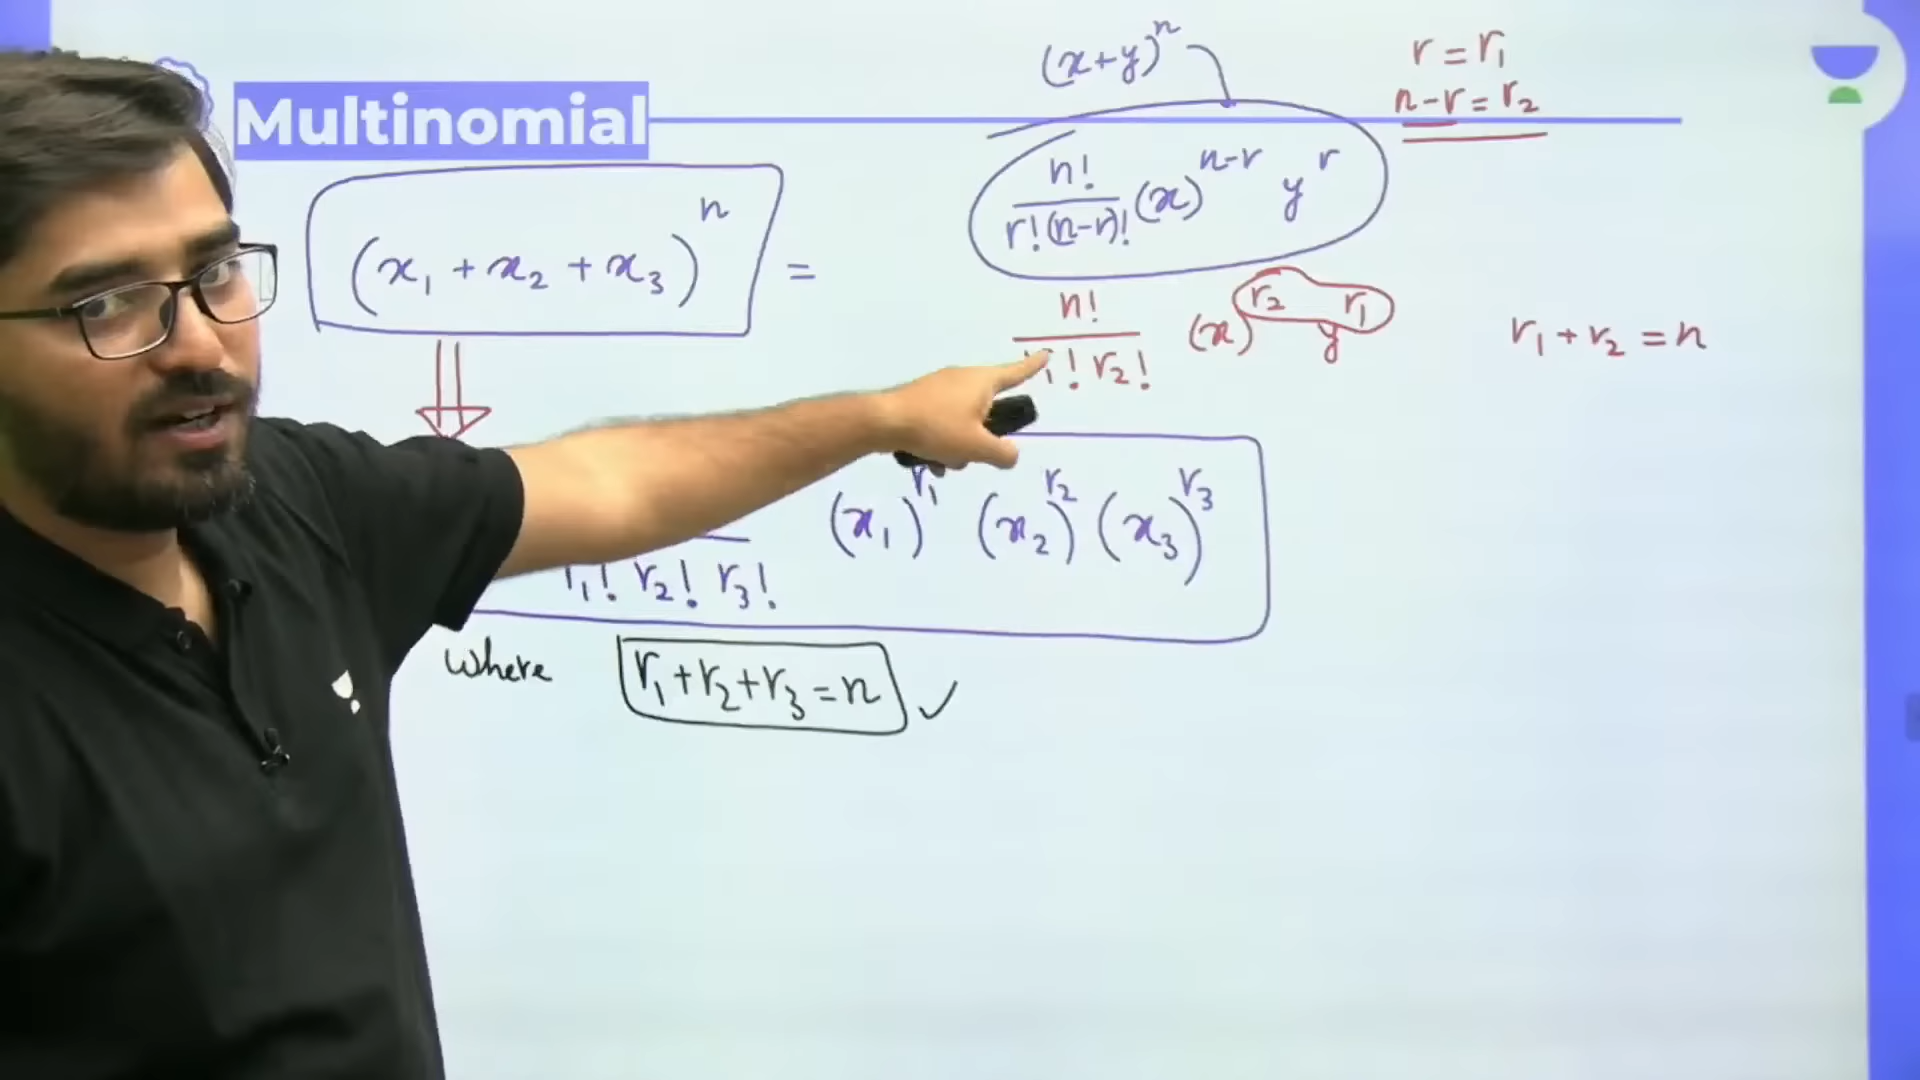 Multinomial
(x+y)^n
r = r₁
n-r = r₂
n!
r!(n-r)! (x)^{n-r} y^r
(x₁ + x₂ + x₃)^n =
n!
r₁! r₂! (x)^{r₂} y^{r₁}
r₁ + r₂ = n
r₁! r₂! r₃! (x₁)^{r₁} (x₂)^{r₂} (x₃)^{r₃}
where r₁+r₂+r₃=n ✓